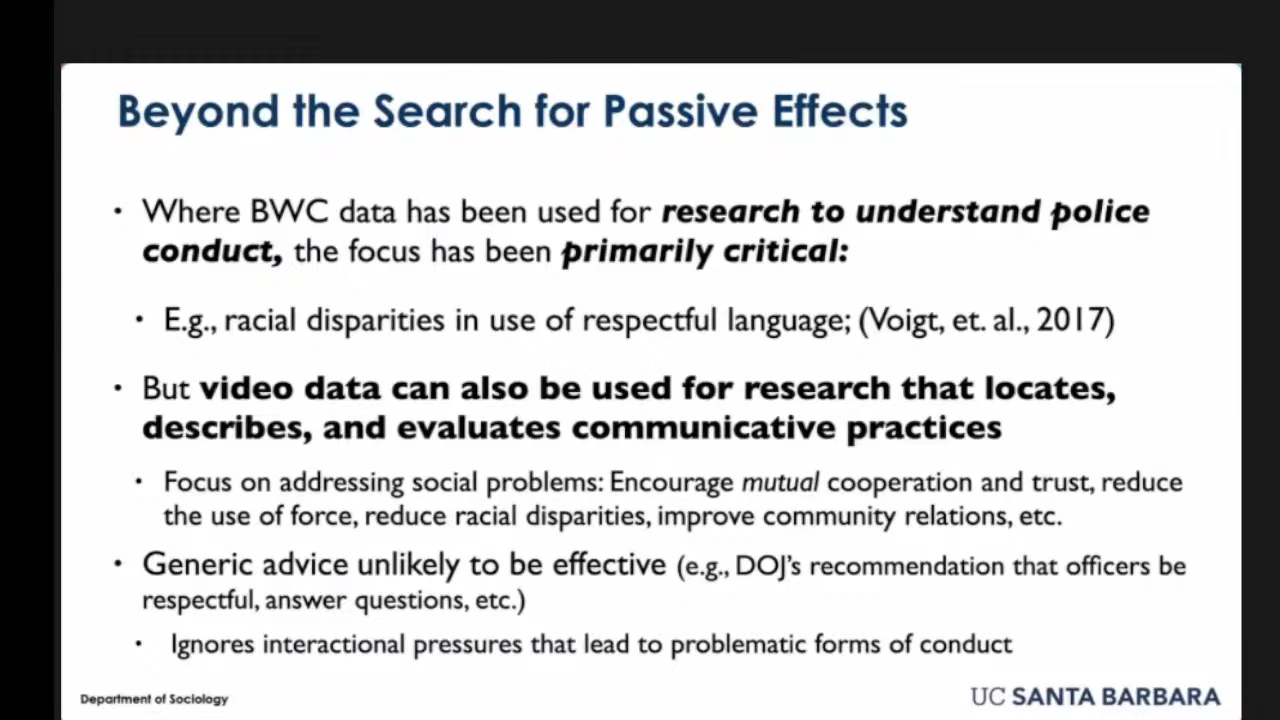 Beyond the Search for Passive Effects
• Where BWC data has been used for research to understand police
conduct, the focus has been primarily critical:
• E.g., racial disparities in use of respectful language; (Voigt, et. al., 2017)
• But video data can also be used for research that locates,
describes, and evaluates communicative practices
• Focus on addressing social problems: Encourage mutual cooperation and trust, reduce
the use of force, reduce racial disparities, improve community relations, etc.
• Generic advice unlikely to be effective (e.g., DOJ's recommendation that officers be
respectful, answer questions, etc.)
• Ignores interactional pressures that lead to problematic forms of conduct
Department of Sociology
UC SANTA BARBARA